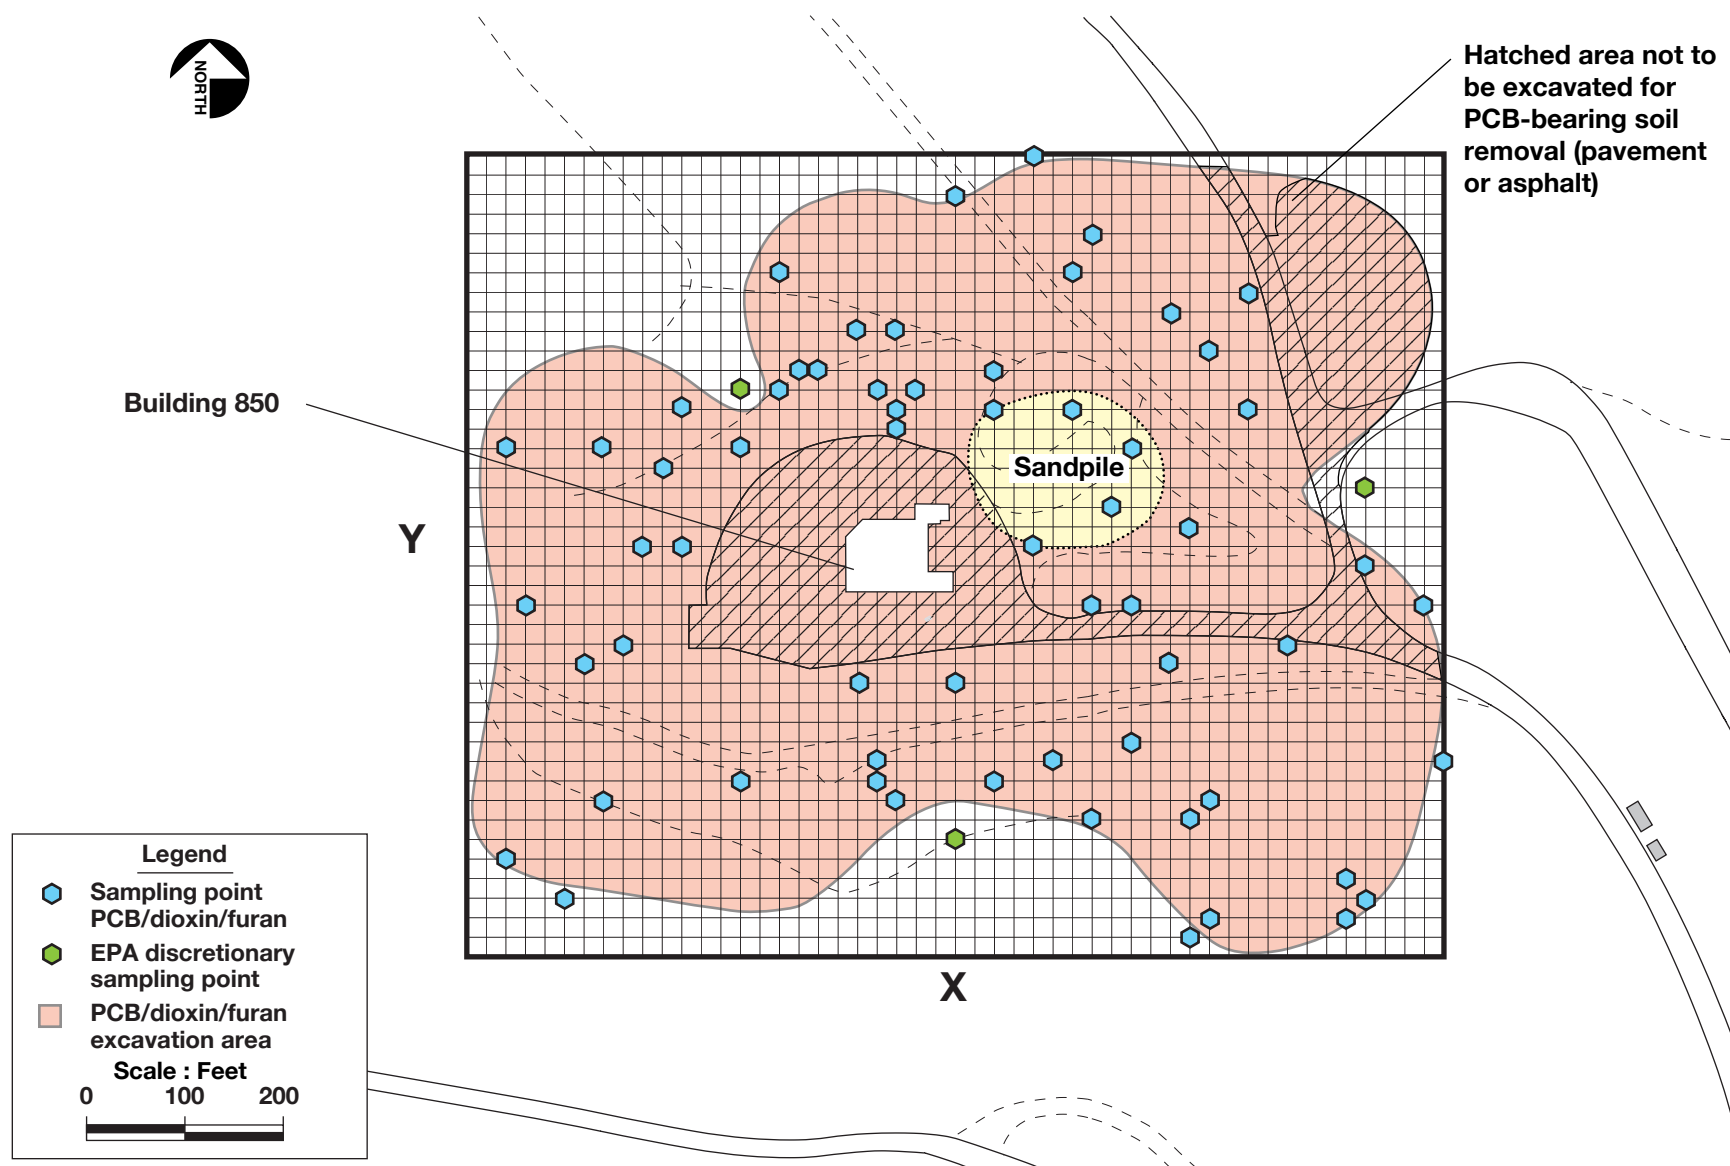 NORTH
Hatched area not to
be excavated for
PCB-bearing soil
removal (pavement
or asphalt)
Building 850
Sandpile
Y
X
Legend
Sampling point
PCB/dioxin/furan
EPA discretionary
sampling point
PCB/dioxin/furan
excavation area
Scale : Feet
0 100 200